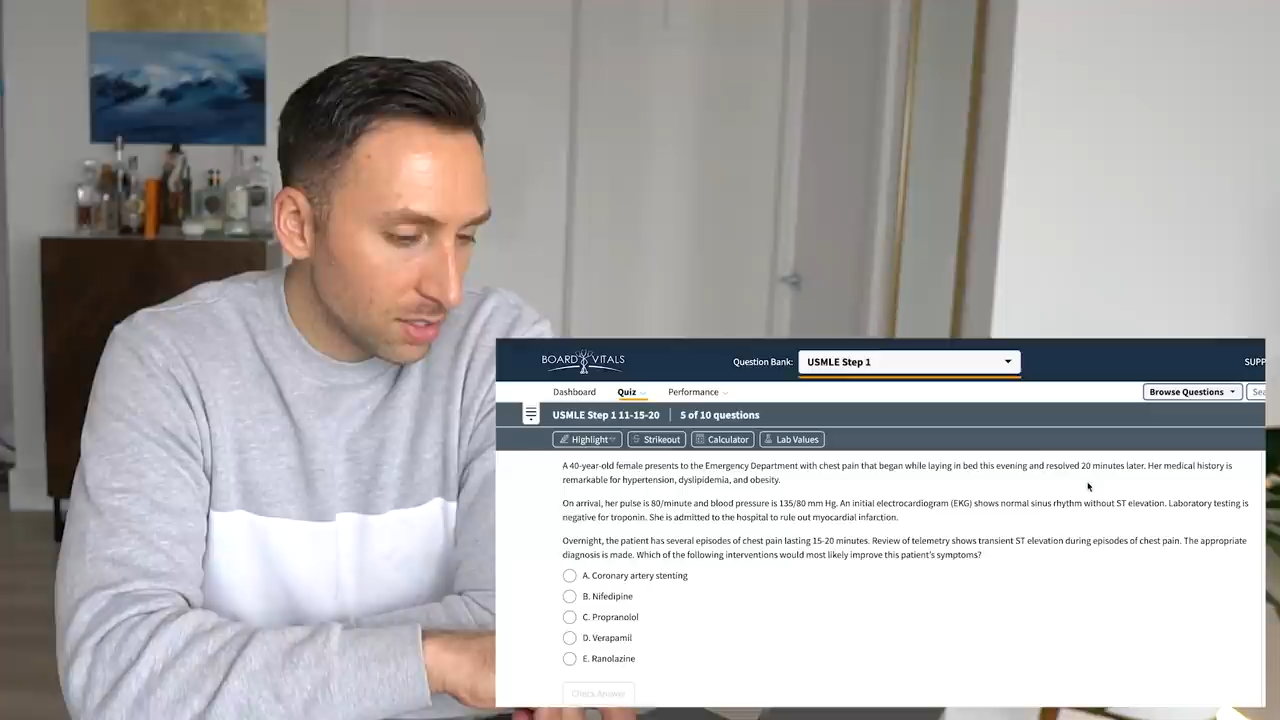 BOARD VITALS
Question Bank:
USMLE Step 1
SUPP
Dashboard
Quiz
Performance
Browse Questions
Sea
USMLE Step 1 11-15-20 | 5 of 10 questions
Highlight
Strikeout
Calculator
Lab Values
A 40-year-old female presents to the Emergency Department with chest pain that began while laying in bed this evening and resolved 20 minutes later. Her medical history is
remarkable for hypertension, dyslipidemia, and obesity.
On arrival, her pulse is 80/minute and blood pressure is 135/80 mm Hg. An initial electrocardiogram (EKG) shows normal sinus rhythm without ST elevation. Laboratory testing is
negative for troponin. She is admitted to the hospital to rule out myocardial infarction.
Overnight, the patient has several episodes of chest pain lasting 15-20 minutes. Review of telemetry shows transient ST elevation during episodes of chest pain. The appropriate
diagnosis is made. Which of the following interventions would most likely improve this patient's symptoms?
A. Coronary artery stenting
B. Nifedipine
C. Propranolol
D. Verapamil
E. Ranolazine
Check Answer